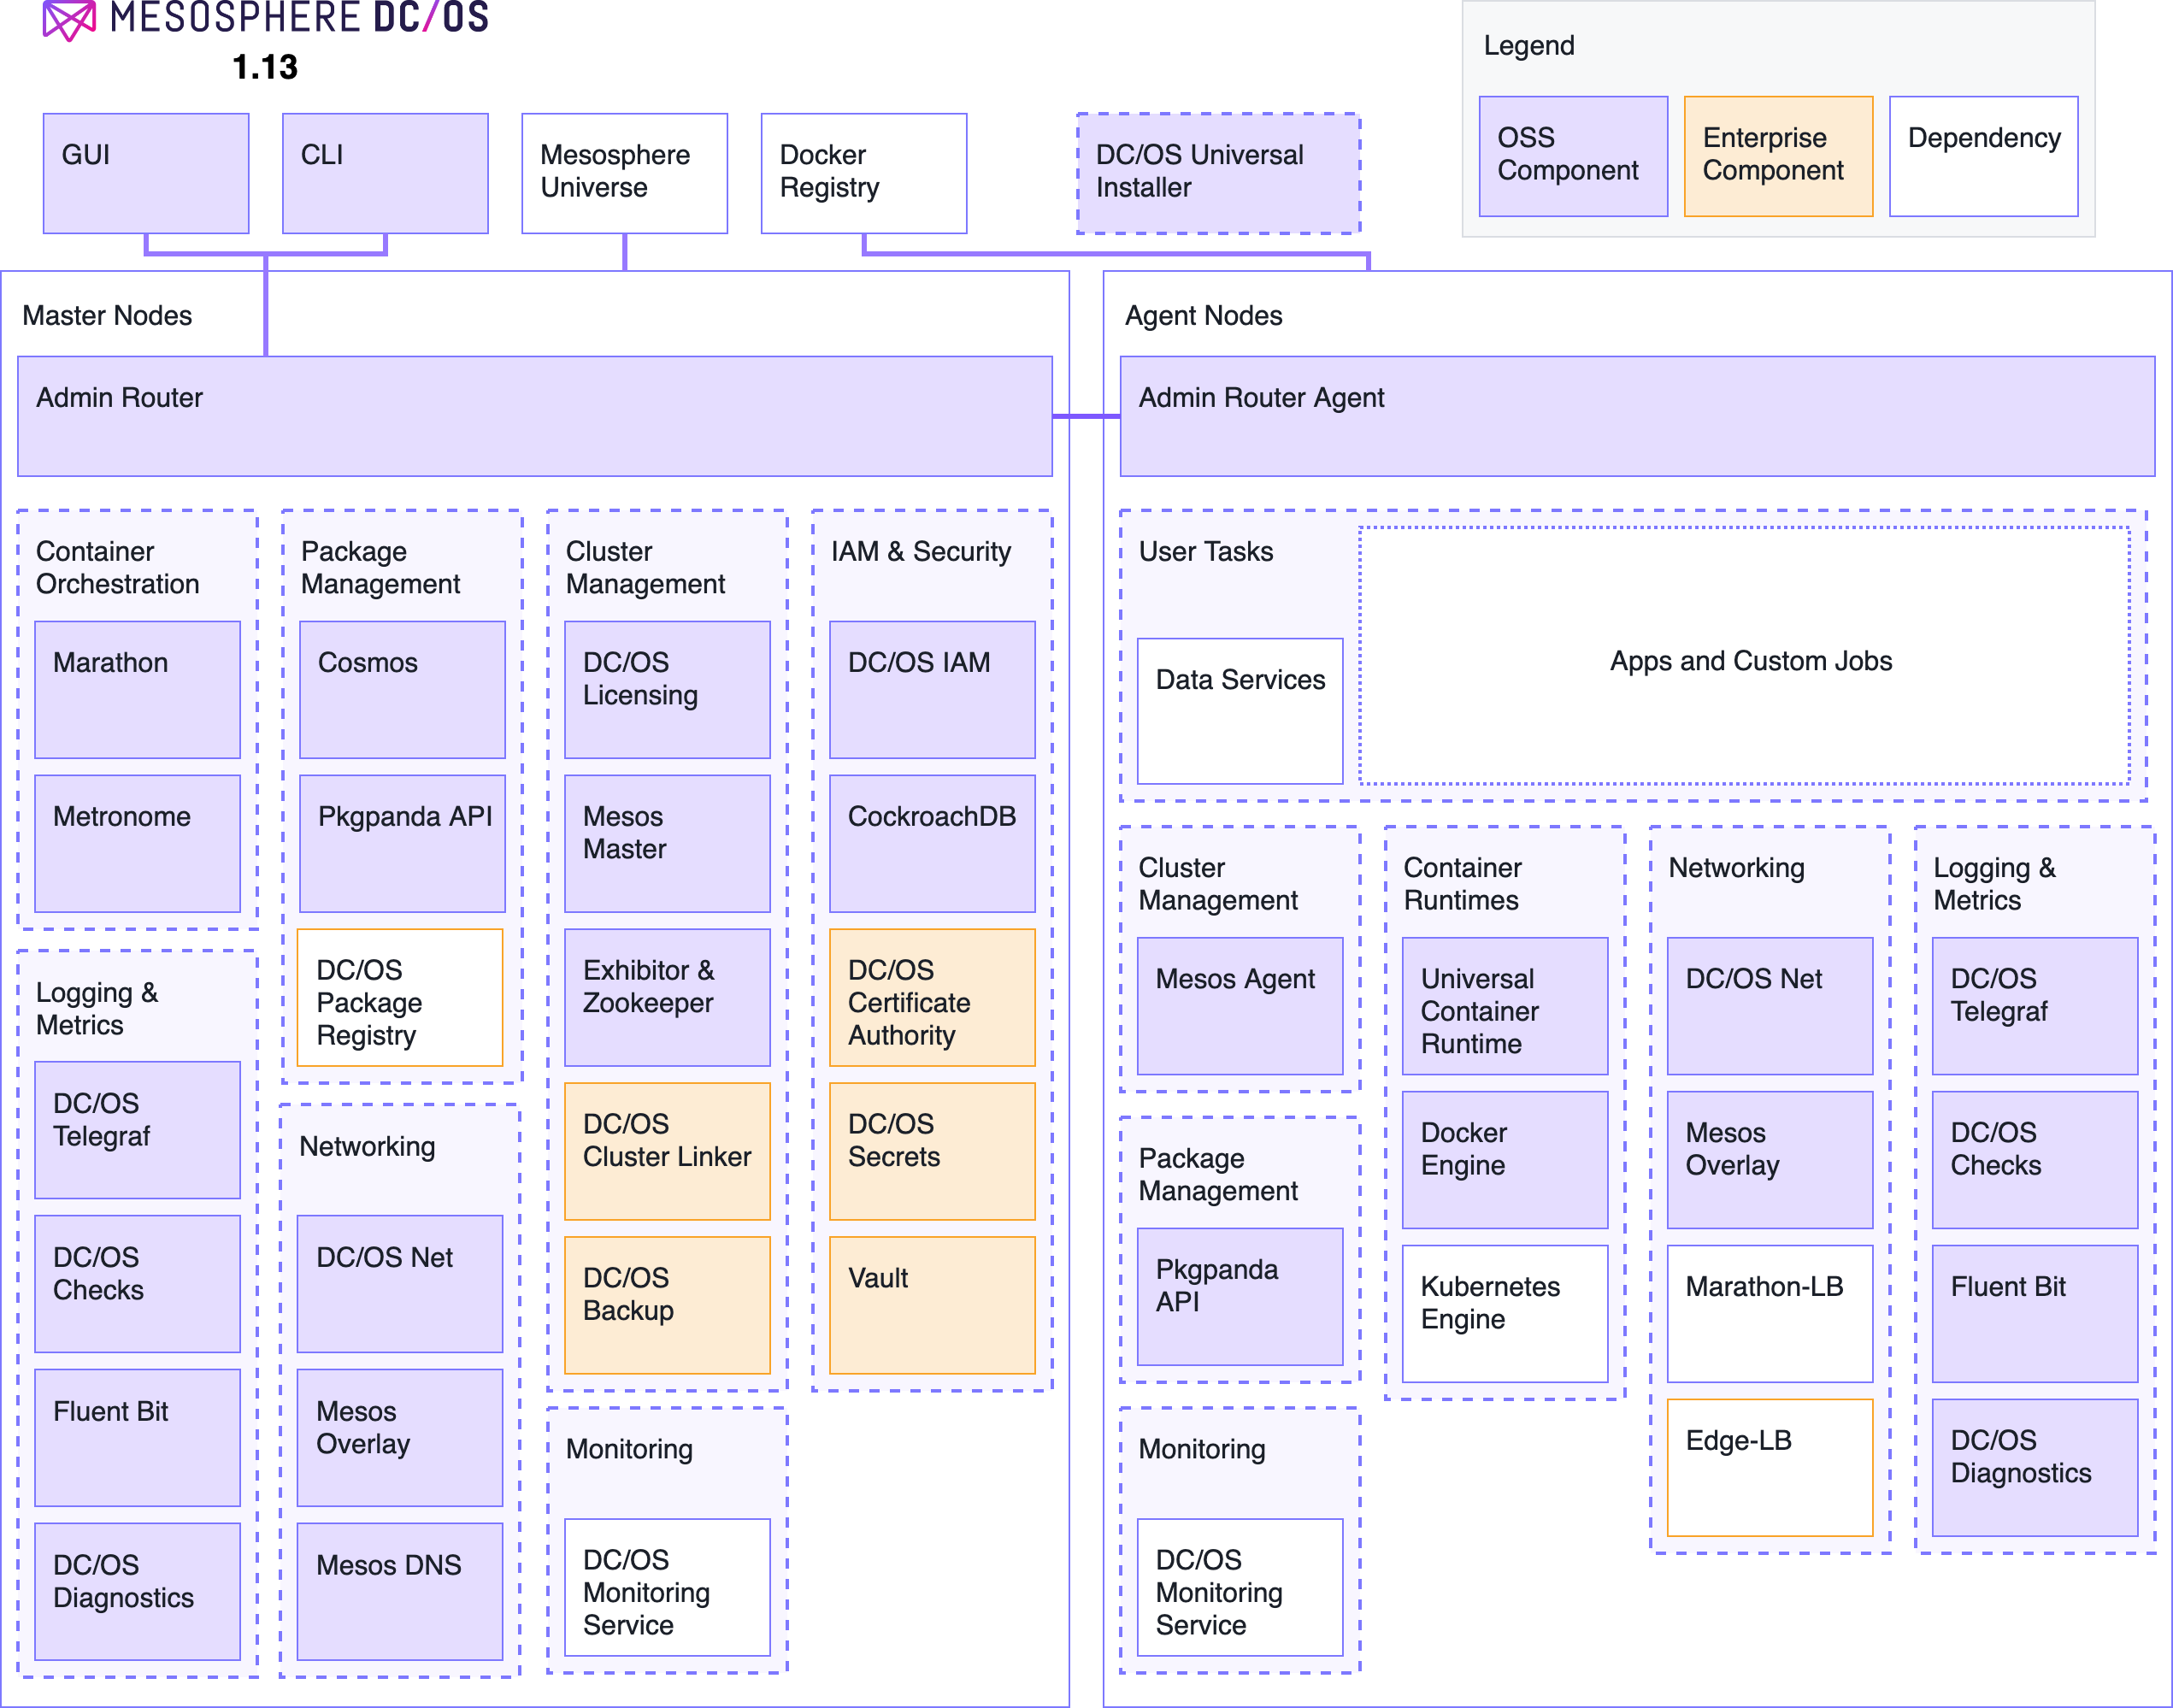 MESOSPHERE DC/OS
1.13
Legend
OSS
Component
Enterprise
Component
Dependency
GUI
CLI
Mesosphere
Universe
Docker
Registry
DC/OS Universal
Installer
Master Nodes
Admin Router
Container
Orchestration
Marathon
Metronome
Logging &
Metrics
DC/OS
Telegraf
DC/OS
Checks
Fluent Bit
DC/OS
Diagnostics
Package
Management
Cosmos
Pkgpanda API
DC/OS
Package
Registry
Networking
DC/OS Net
Mesos
Overlay
Mesos DNS
Cluster
Management
DC/OS
Licensing
Mesos
Master
Exhibitor &
Zookeeper
DC/OS
Cluster Linker
DC/OS
Backup
Monitoring
DC/OS
Monitoring
Service
IAM & Security
DC/OS IAM
CockroachDB
DC/OS
Certificate
Authority
DC/OS
Secrets
Vault
Agent Nodes
Admin Router Agent
User Tasks
Data Services
Apps and Custom Jobs
Cluster
Management
Mesos Agent
Package
Management
Pkgpanda
API
Monitoring
DC/OS
Monitoring
Service
Container
Runtimes
Universal
Container
Runtime
Docker
Engine
Kubernetes
Engine
Networking
DC/OS Net
Mesos
Overlay
Marathon-LB
Edge-LB
Logging &
Metrics
DC/OS
Telegraf
DC/OS
Checks
Fluent Bit
DC/OS
Diagnostics